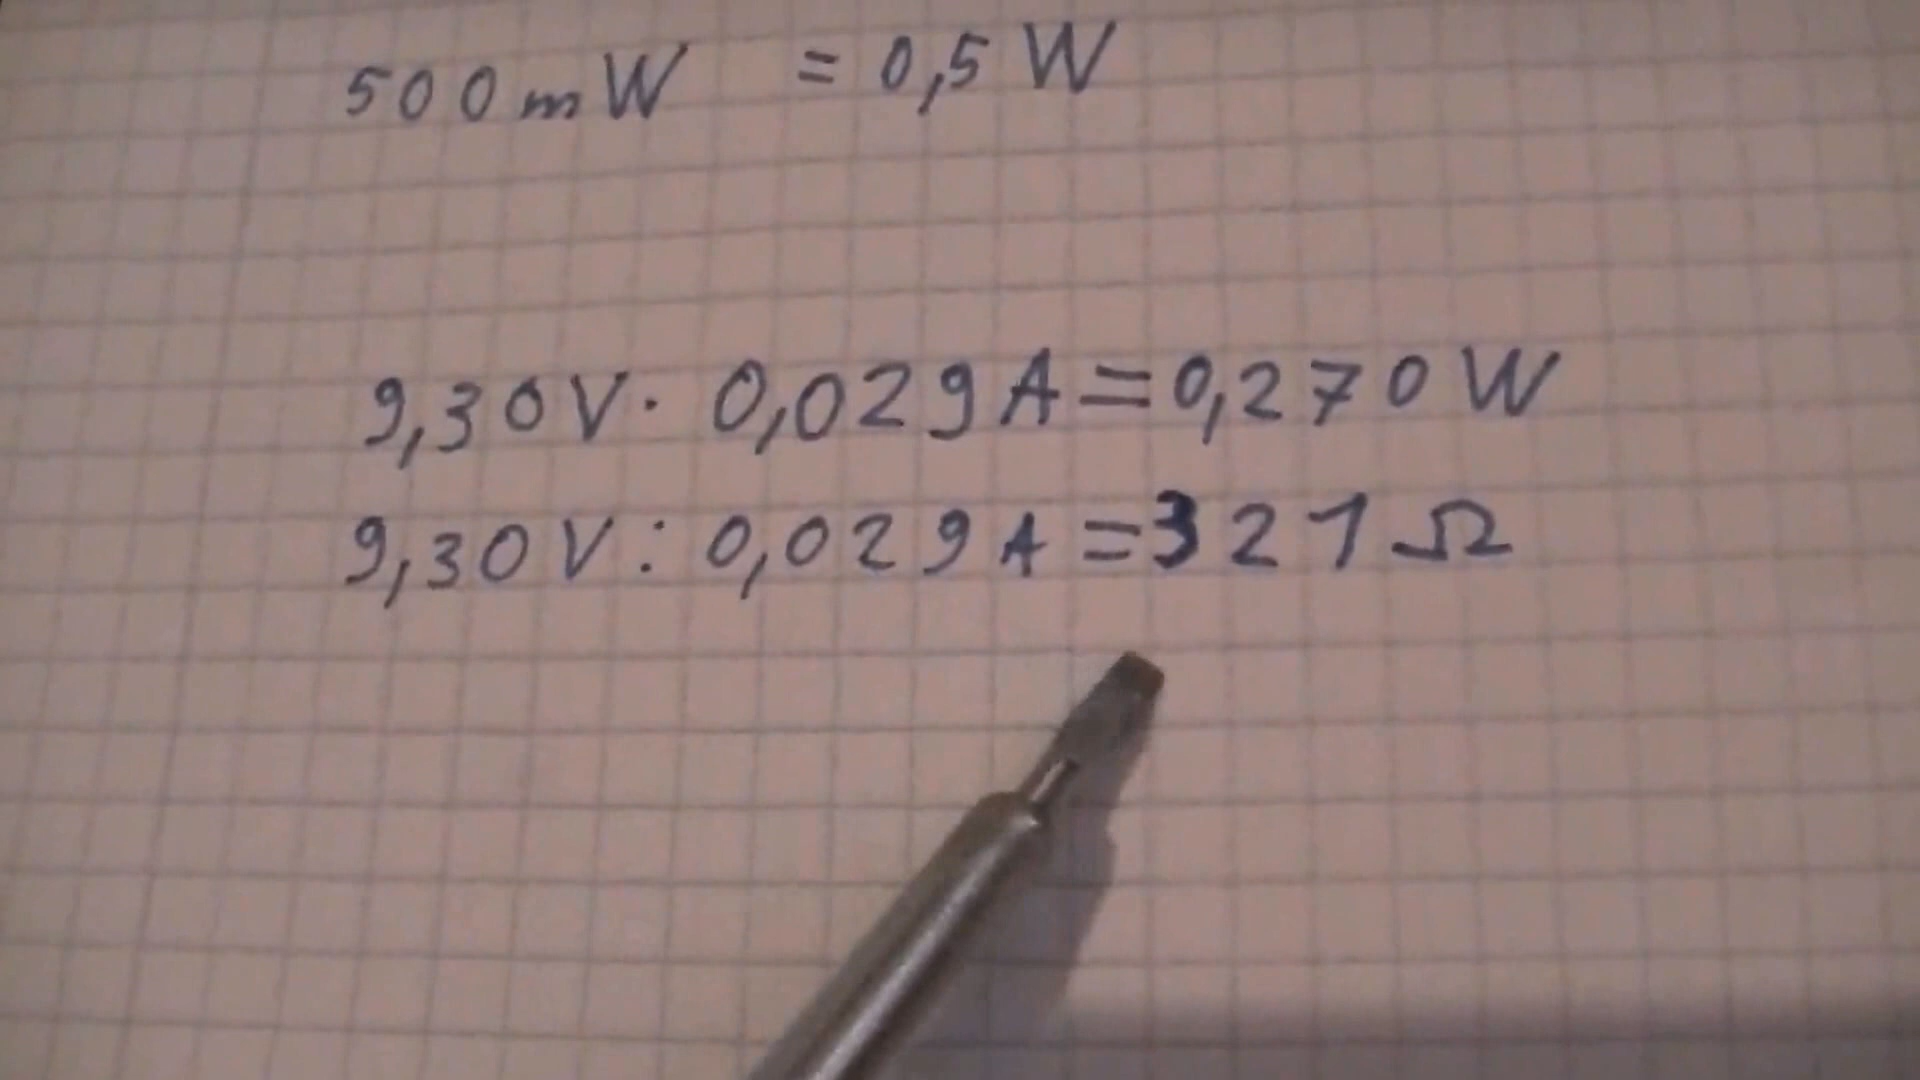 500 mW = 0,5 W
9,30 V · 0,029 A = 0,270 W
9,30 V : 0,029 A = 321 Ω